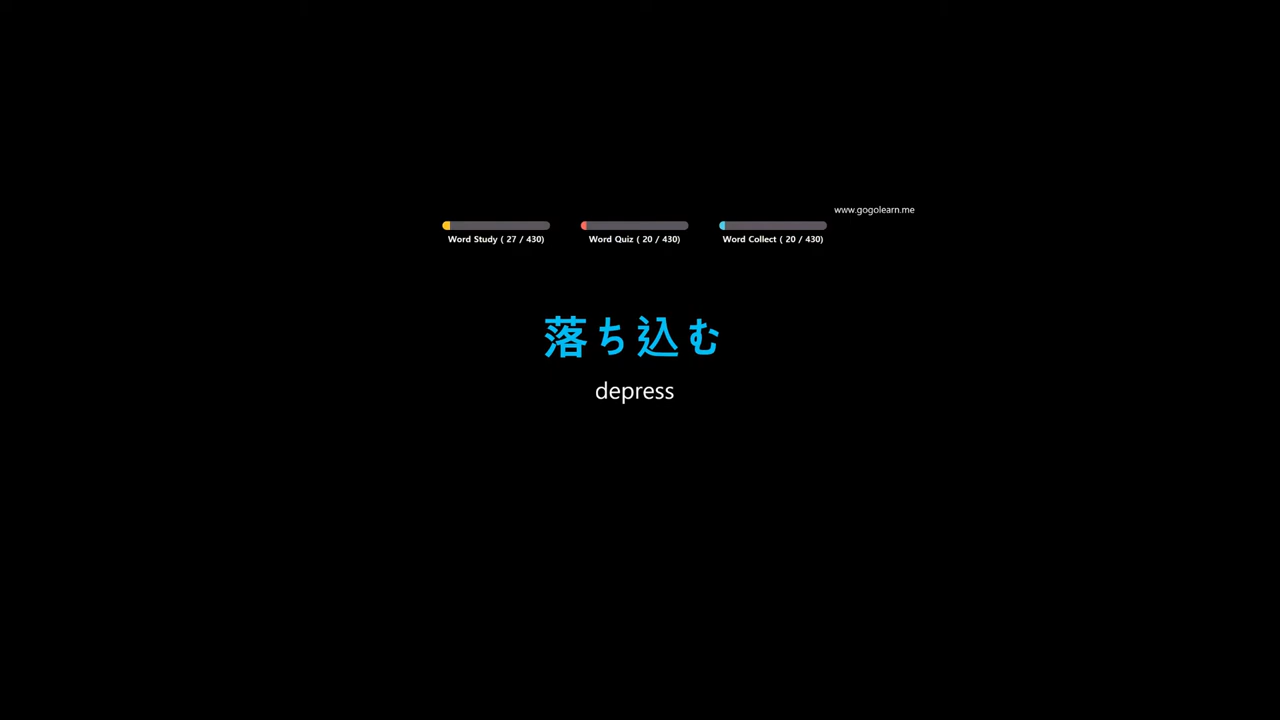 www.gogolearn.me
Word Study ( 27 / 430)
Word Quiz ( 20 / 430)
Word Collect ( 20 / 430)
落ち込む
depress